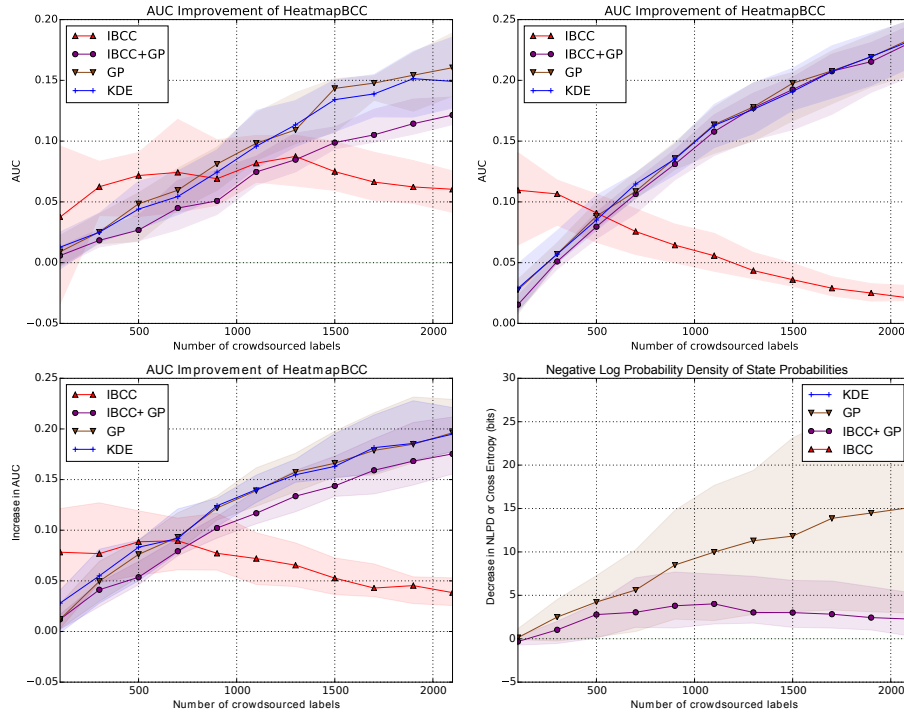 AUC Improvement of HeatmapBCC
IBCC
IBCC+GP
GP
KDE
0.20
0.15
0.10
0.05
0.00
−0.05
AUC
500
1000
1500
2000
Number of crowdsourced labels
AUC Improvement of HeatmapBCC
IBCC
IBCC+GP
GP
KDE
0.25
0.20
0.15
0.10
0.05
0.00
AUC
500
1000
1500
2000
Number of crowdsourced labels
AUC Improvement of HeatmapBCC
IBCC
IBCC+ GP
GP
KDE
0.25
0.20
0.15
0.10
0.05
0.00
−0.05
Increase in AUC
500
1000
1500
2000
Number of crowdsourced labels
Negative Log Probability Density of State Probabilities
KDE
GP
IBCC+ GP
IBCC
30
25
20
15
10
5
0
−5
Decrease in NLPD or Cross Entropy (bits)
500
1000
1500
2000
Number of crowdsourced labels